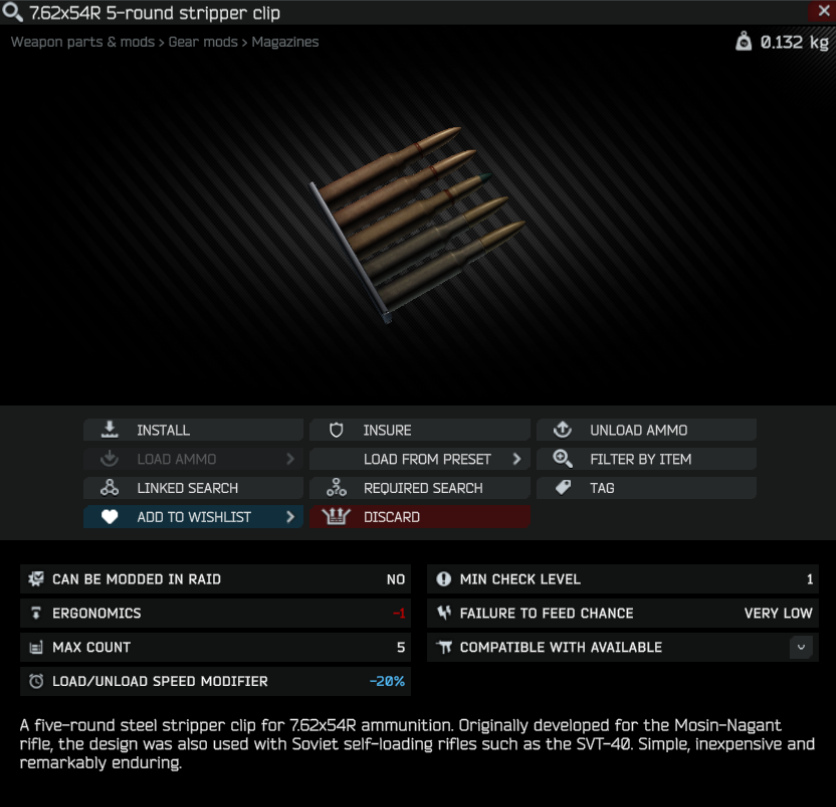 7.62x54R 5-round stripper clip
Weapon parts & mods > Gear mods > Magazines
0.132 kg
INSTALL
INSURE
UNLOAD AMMO
LOAD AMMO
LOAD FROM PRESET
FILTER BY ITEM
LINKED SEARCH
REQUIRED SEARCH
TAG
ADD TO WISHLIST
DISCARD
CAN BE MODDED IN RAID NO
MIN CHECK LEVEL 1
ERGONOMICS -1
FAILURE TO FEED CHANCE VERY LOW
MAX COUNT 5
COMPATIBLE WITH AVAILABLE
LOAD/UNLOAD SPEED MODIFIER -20%
A five-round steel stripper clip for 7.62x54R ammunition. Originally developed for the Mosin-Nagant
rifle, the design was also used with Soviet self-loading rifles such as the SVT-40. Simple, inexpensive and
remarkably enduring.